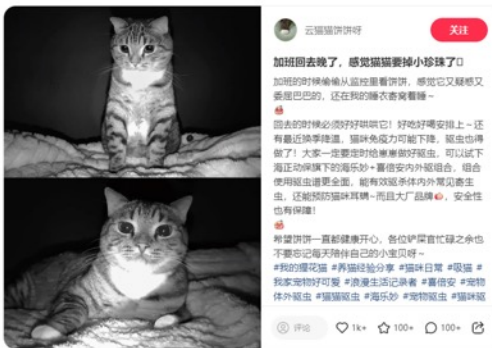 云猫猫饼饼呀
关注
加班回去晚了，感觉猫猫要掉小珍珠了
加班的时候偷偷从监控里看饼饼，感觉它又疑惑又
委屈巴巴的，还在我的睡衣客窝着睡~
回去的时候必须好好哄哄它！好吃好喝安排上~还
有最近换季降温，猫咪免疫力可能下降，驱虫也得
做了！大家一定要定时给崽崽做好驱虫，可以试下
海正动保旗下的海乐妙+喜倍安内外驱组合，组合
使用驱虫谱更全面，能有效驱杀体内外常见寄生
虫，还能预防猫咪耳螨~而且大厂品牌，安全性
也有保障！
希望饼饼一直都健康开心，各位铲屎官忙碌之余也
不要忘记每天陪伴自己的小宝贝呀~
#我的狸花猫 #养猫经验分享 #猫咪日常 #吸猫 #
我家宠物好可爱 #浪漫生活记录者 #喜倍安 #宠物
体外驱虫 #猫猫驱虫 #海乐妙 #宠物驱虫 #猫咪驱
评论
1k+
100+
100+